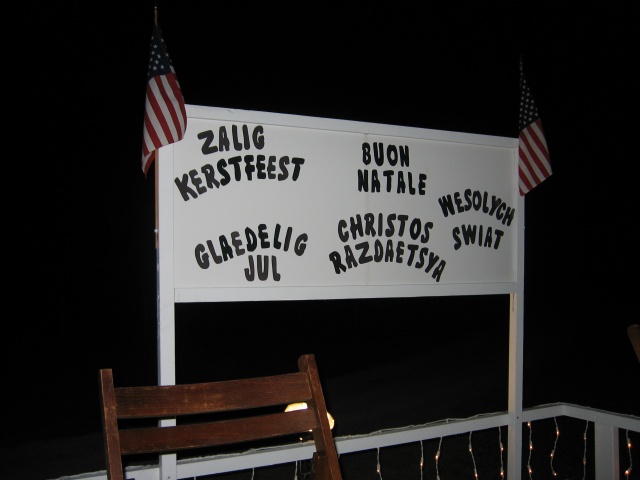 ZALIG
KERSTFEEST
BUON
NATALE
WESOLYCH
SWIAT
GLAEDELIG
JUL
CHRISTOS
RAZDAETSYA